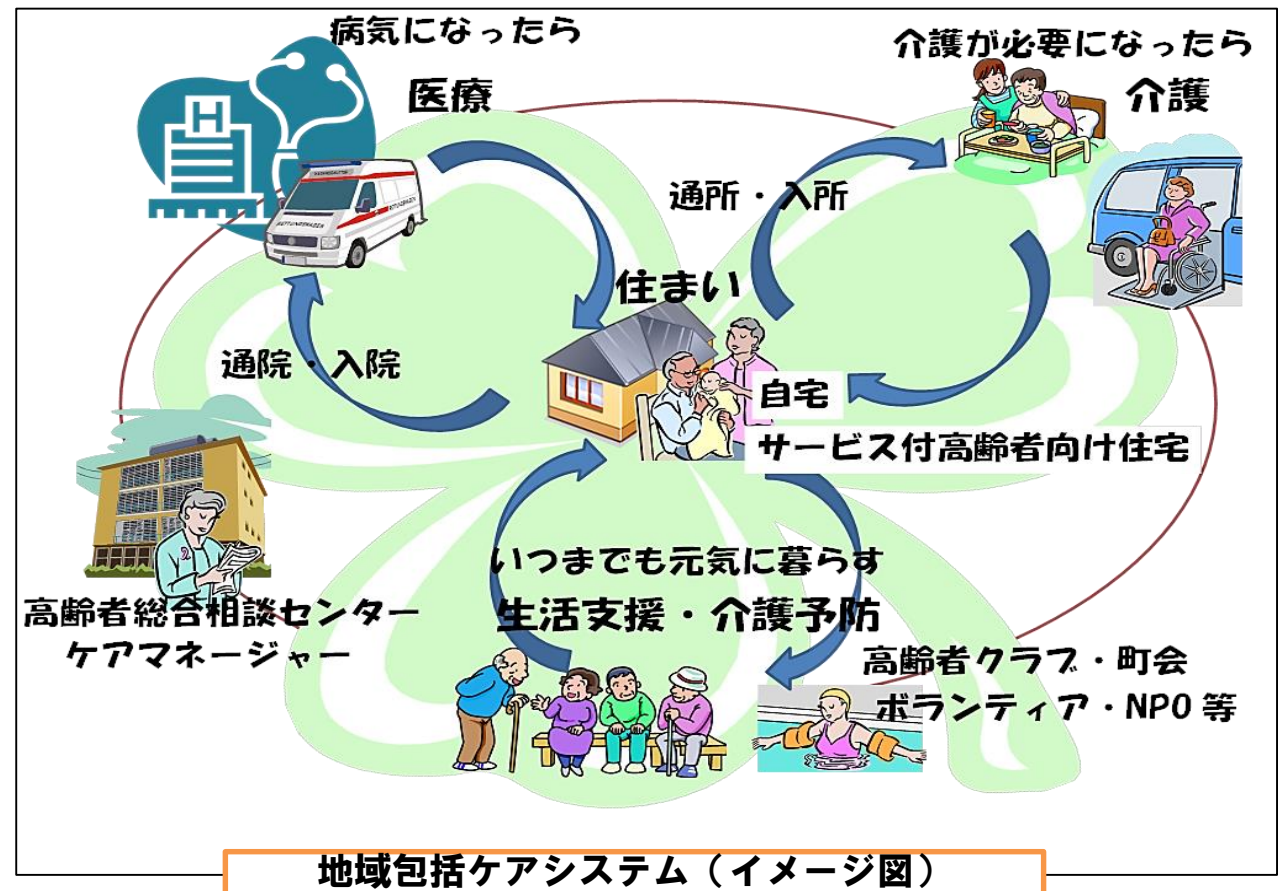 病気になったら
医療
介護が必要になったら
介護
H
通所・入所
住まい
通院・入院
自宅
サービス付高齢者向け住宅
いつまでも元気に暮らす
生活支援・介護予防
高齢者総合相談センター
ケアマネージャー
高齢者クラブ・町会
ボランティア・NPO 等
地域包括ケアシステム（イメージ図）